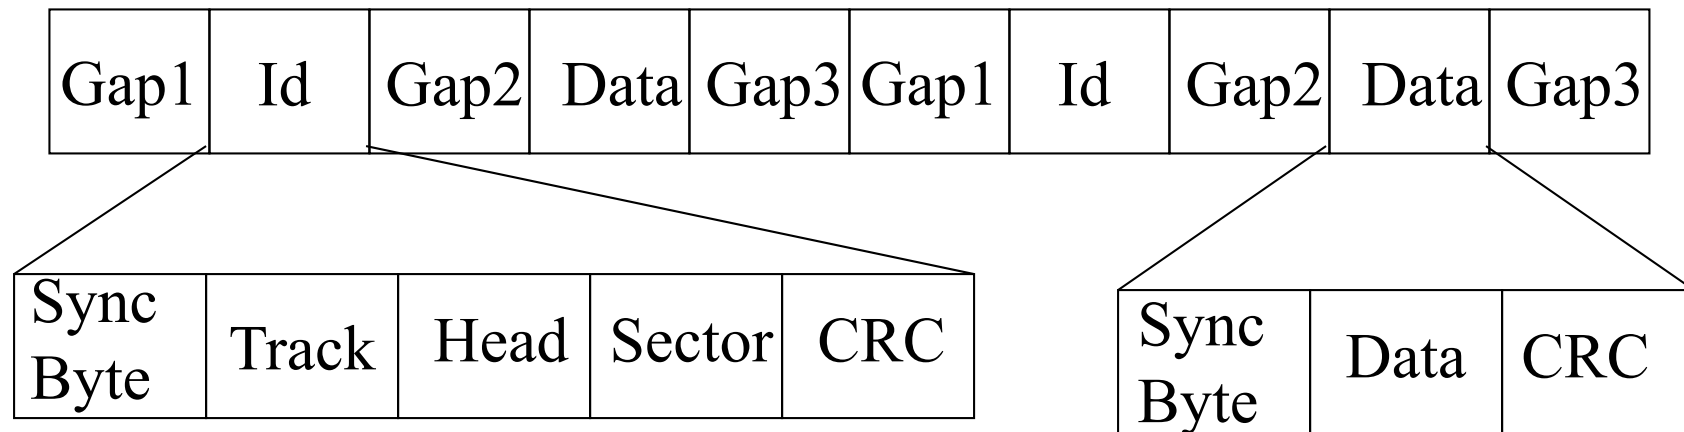 Gap1 Id Gap2 Data Gap3 Gap1 Id Gap2 Data Gap3
Sync Byte Track Head Sector CRC
Sync Byte Data CRC